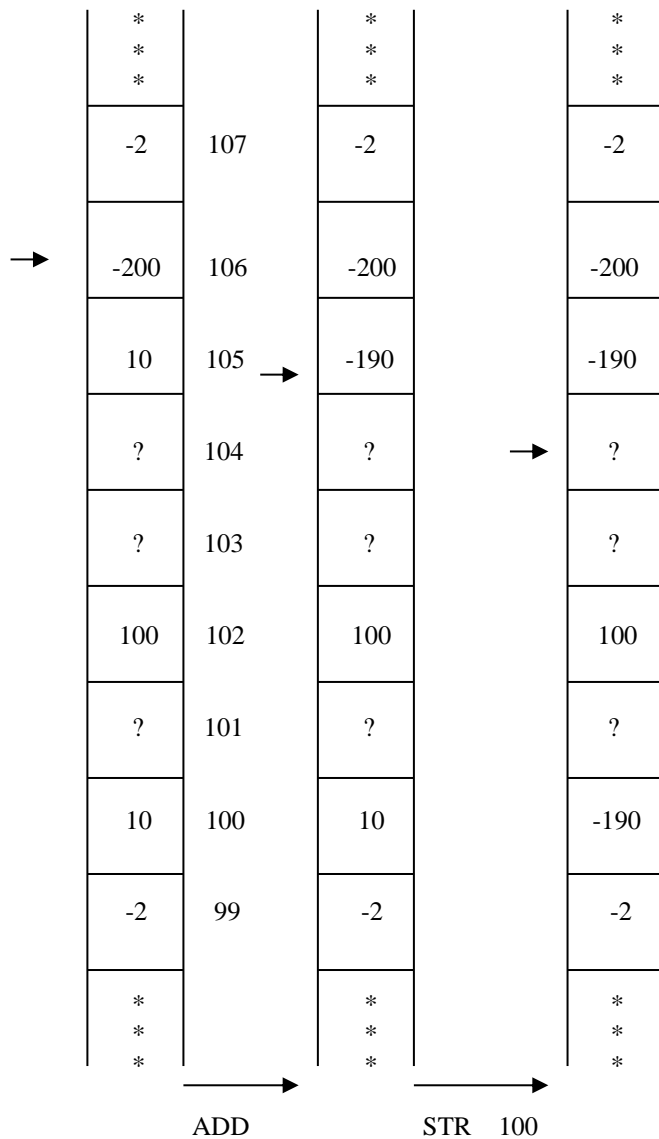 * * *
* * *
* * *
-2 107 -2 -2
-200 106 -200 -200
10 105 -190 -190
? 104 ? ?
? 103 ? ?
100 102 100 100
? 101 ? ?
10 100 10 -190
-2 99 -2 -2
* * *
* * *
* * *
ADD STR 100